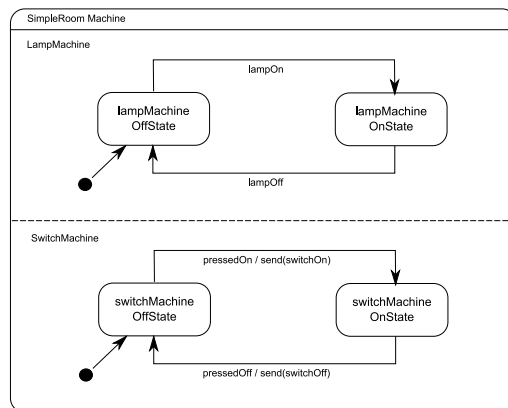 SimpleRoom Machine
LampMachine
lampOn
lampMachine
OffState
lampMachine
OnState
lampOff
SwitchMachine
pressedOn / send(switchOn)
switchMachine
OffState
switchMachine
OnState
pressedOff / send(switchOff)